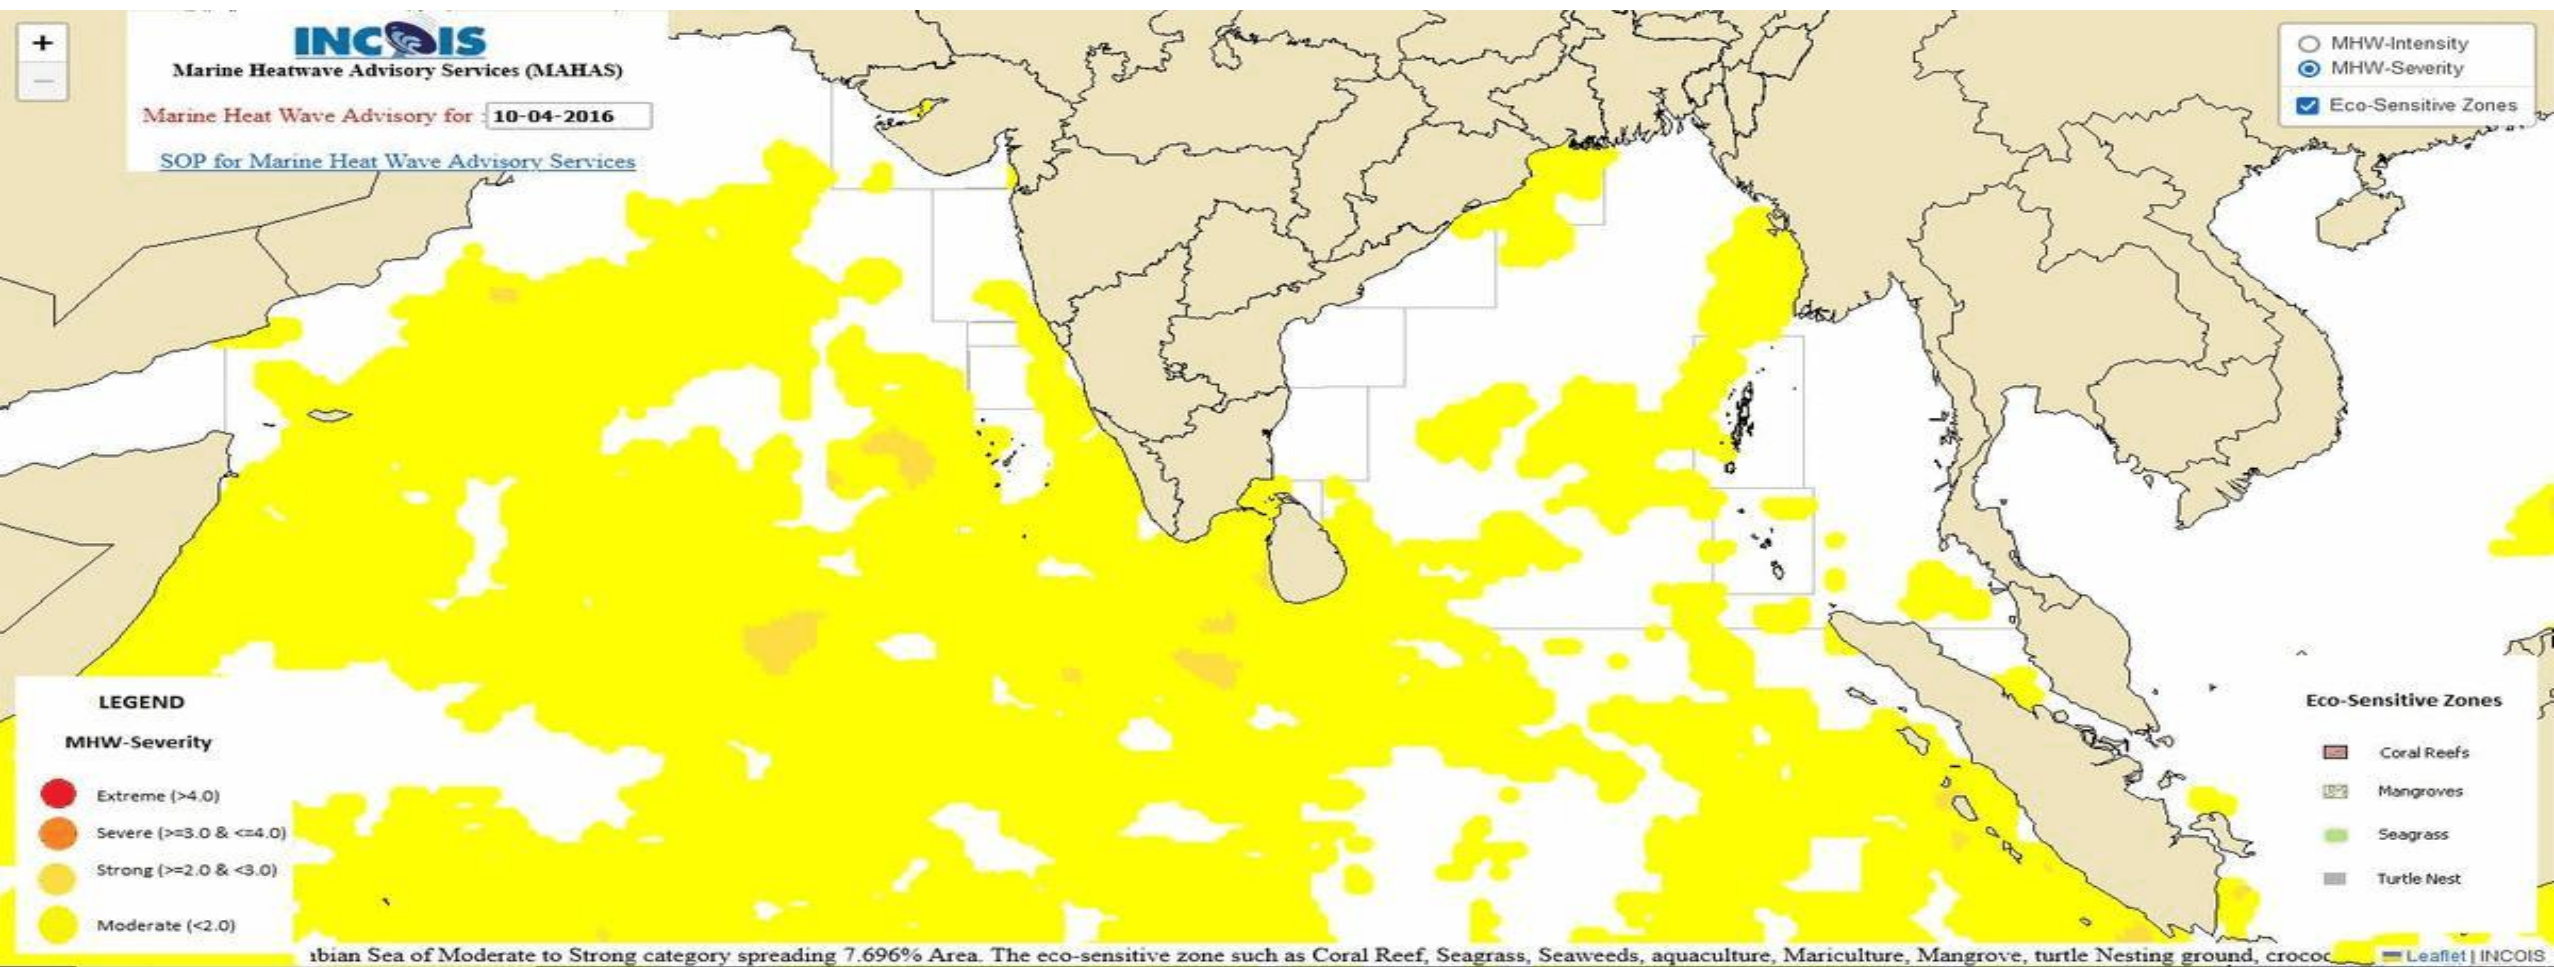 +
−
INCOIS
Marine Heatwave Advisory Services (MAHAS)
Marine Heat Wave Advisory for : 10-04-2016
SOP for Marine Heat Wave Advisory Services
MHW-Intensity
MHW-Severity
Eco-Sensitive Zones
LEGEND
MHW-Severity
Extreme (>4.0)
Severe (>=3.0 & <=4.0)
Strong (>=2.0 & <3.0)
Moderate (<2.0)
Eco-Sensitive Zones
Coral Reefs
Mangroves
Seagrass
Turtle Nest
bian Sea of Moderate to Strong category spreading 7.696% Area. The eco-sensitive zone such as Coral Reef, Seagrass, Seaweeds, aquaculture, Mariculture, Mangrove, turtle Nesting ground, crococ
Leaflet | INCOIS